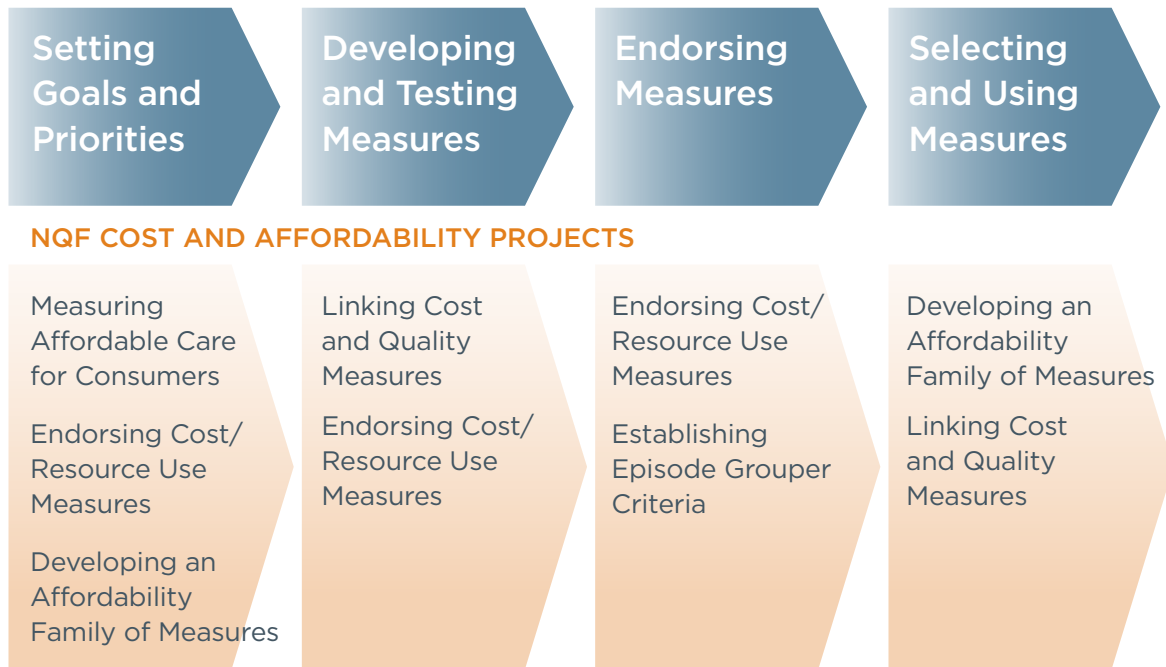 Setting
Goals and
Priorities
Developing
and Testing
Measures
Endorsing
Measures
Selecting
and Using
Measures
NQF COST AND AFFORDABILITY PROJECTS
Measuring
Affordable Care
for Consumers
Endorsing Cost/
Resource Use
Measures
Developing an
Affordability
Family of Measures
Linking Cost
and Quality
Measures
Endorsing Cost/
Resource Use
Measures
Endorsing Cost/
Resource Use
Measures
Establishing
Episode Grouper
Criteria
Developing an
Affordability
Family of Measures
Linking Cost
and Quality
Measures